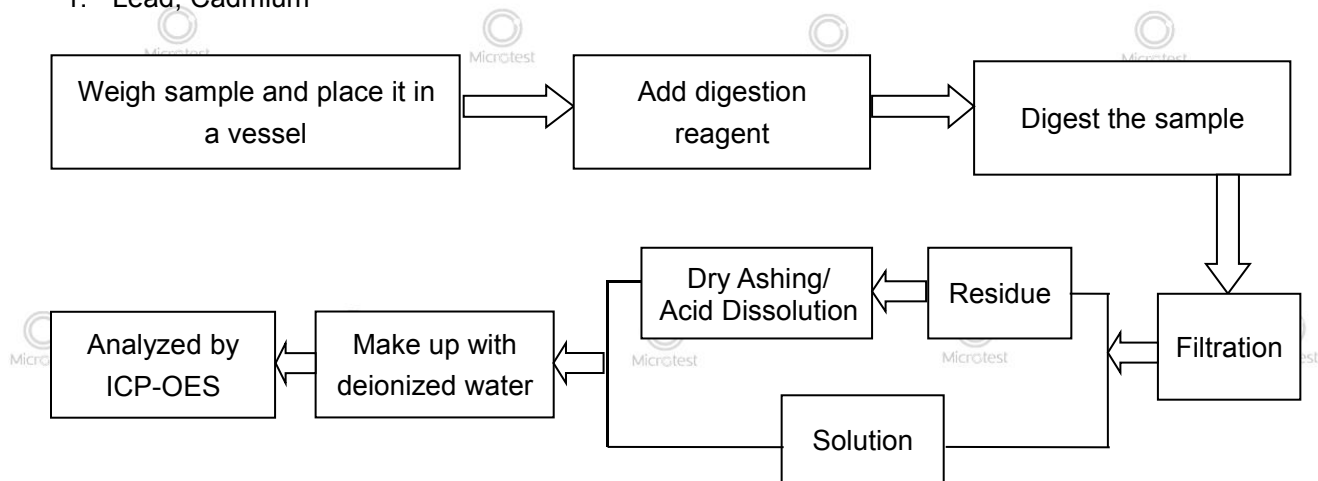 1. Lead, Cadmium
Microtest
Microtest
Microtest
Weigh sample and place it in
a vessel
Add digestion
reagent
Digest the sample
Dry Ashing/
Acid Dissolution
Residue
Filtration
Analyzed by
ICP-OES
Make up with
deionized water
Microtest
Microtest
Solution